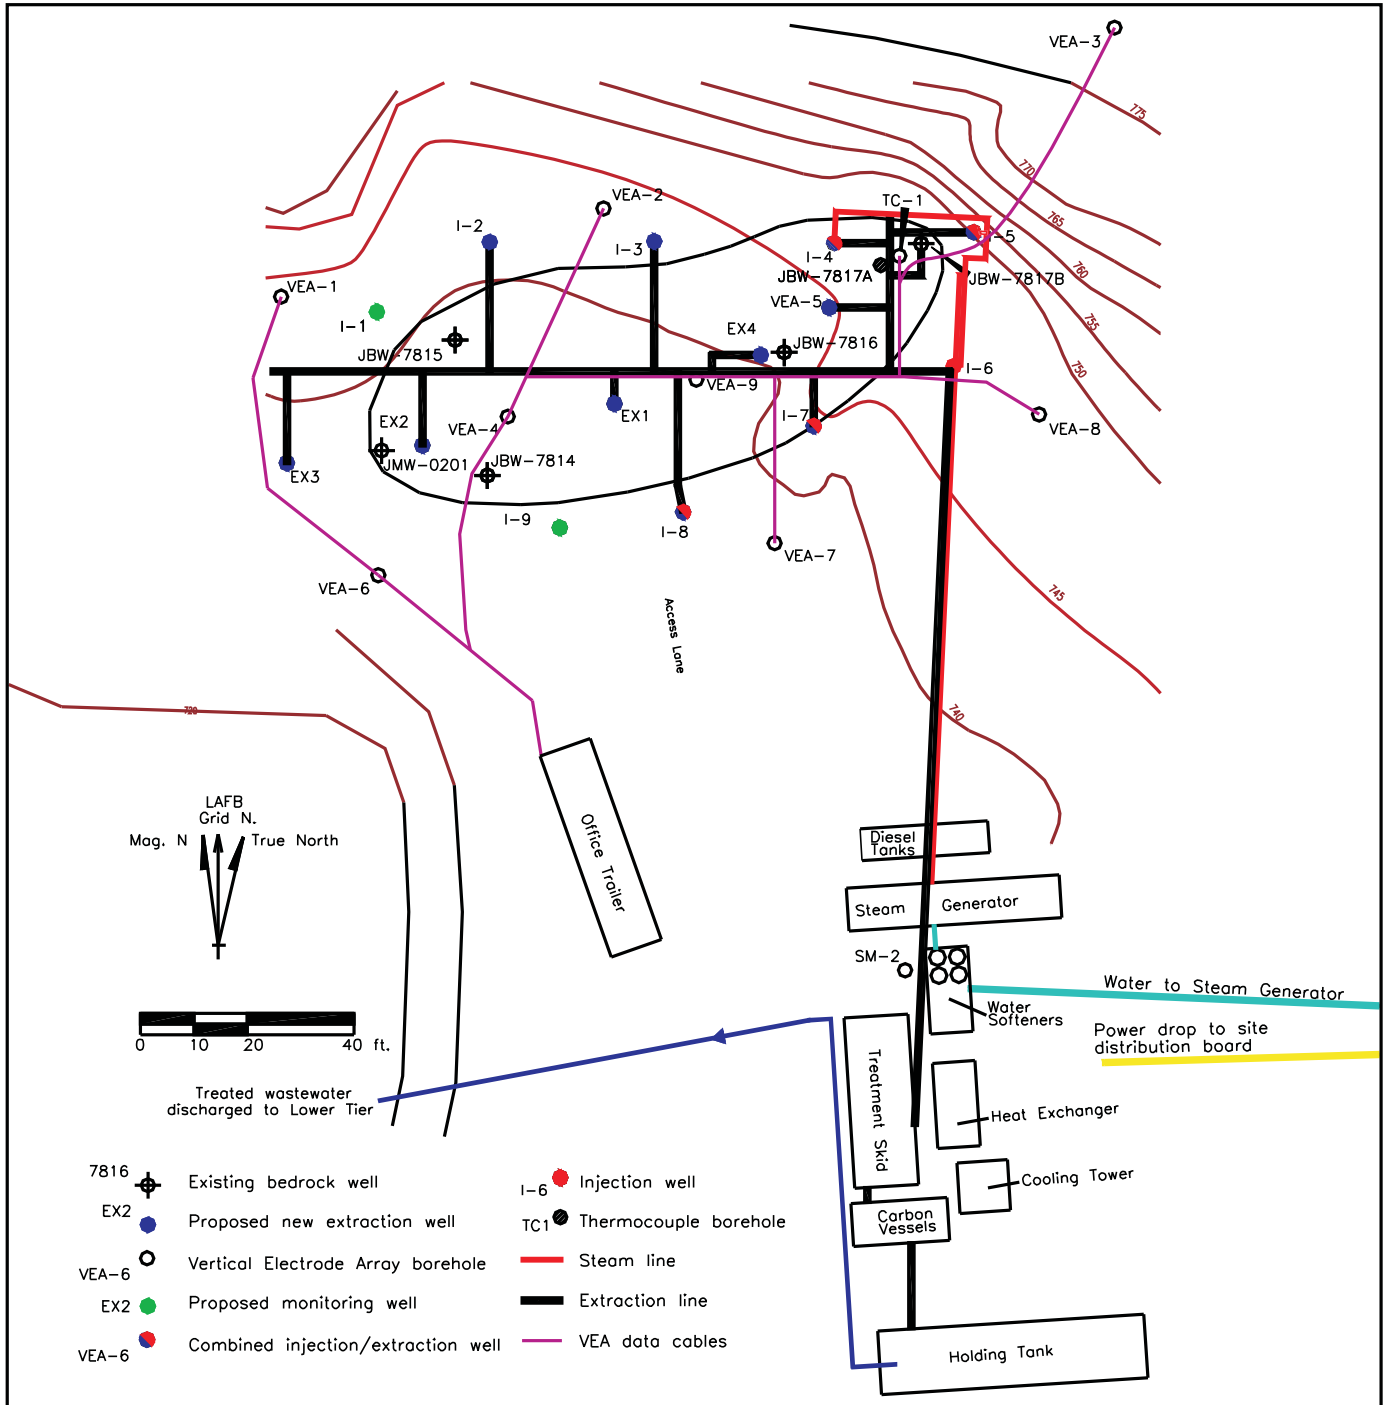 VEA-3
775
770
VEA-2
TC-1
765
I-2
I-3
I-5
I-4
760
JBW-7817A
JBW-7817B
VEA-1
VEA-5
I-1
EX4
755
JBW-7815
JBW-7816
I-6
750
VEA-9
EX2
VEA-4
EX1
I-7
VEA-8
JMW-0201
JBW-7814
EX3
I-9
I-8
VEA-7
VEA-6
745
Access Lane
720
740
LAFB
Grid N.
Mag. N
True North
Office Trailer
Diesel
Tanks
Steam Generator
SM-2
Water to Steam Generator
Water
Softeners
Power drop to site
distribution board
0 10 20 40 ft.
Treatment Skid
Treated wastewater
discharged to Lower Tier
Heat Exchanger
Cooling Tower
Carbon
Vessels
Holding Tank
7816
Existing bedrock well
EX2
Proposed new extraction well
VEA-6
Vertical Electrode Array borehole
EX2
Proposed monitoring well
VEA-6
Combined injection/extraction well
I-6
Injection well
TC1
Thermocouple borehole
Steam line
Extraction line
VEA data cables